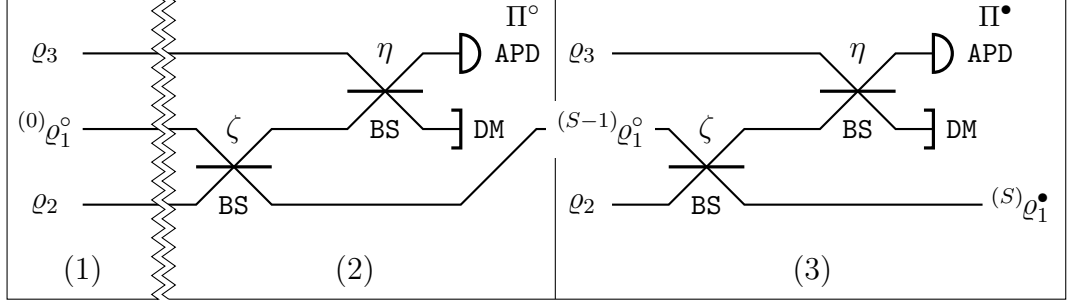 Π° Π•
ϱ₃ η APD ϱ₃ η APD
⁽⁰⁾ϱ₁° ζ BS DM ⁽ˢ⁻¹⁾ϱ₁° ζ BS DM
ϱ₂ BS ϱ₂ BS ⁽ˢ⁾ϱ₁•
(1) (2) (3)